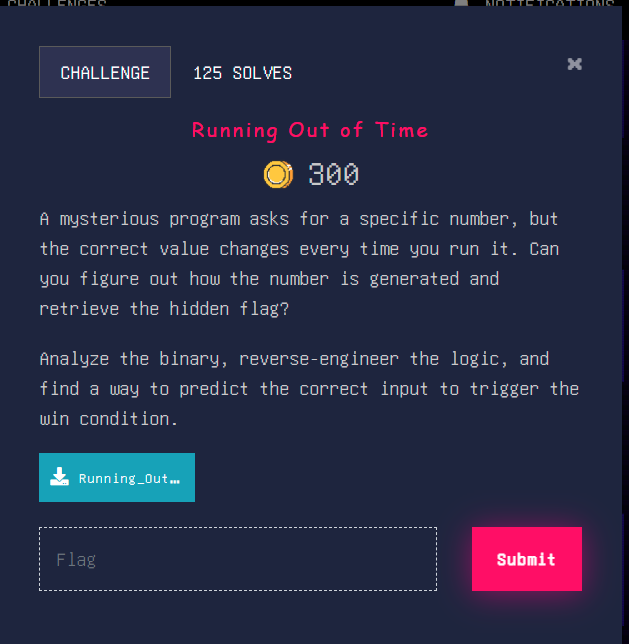 CHALLENGES
NOTIFICATIONS
CHALLENGE
125 SOLVES
Running Out of Time
300
A mysterious program asks for a specific number, but
the correct value changes every time you run it. Can
you figure out how the number is generated and
retrieve the hidden flag?
Analyze the binary, reverse-engineer the logic, and
find a way to predict the correct input to trigger the
win condition.
Running_Out…
Flag
Submit